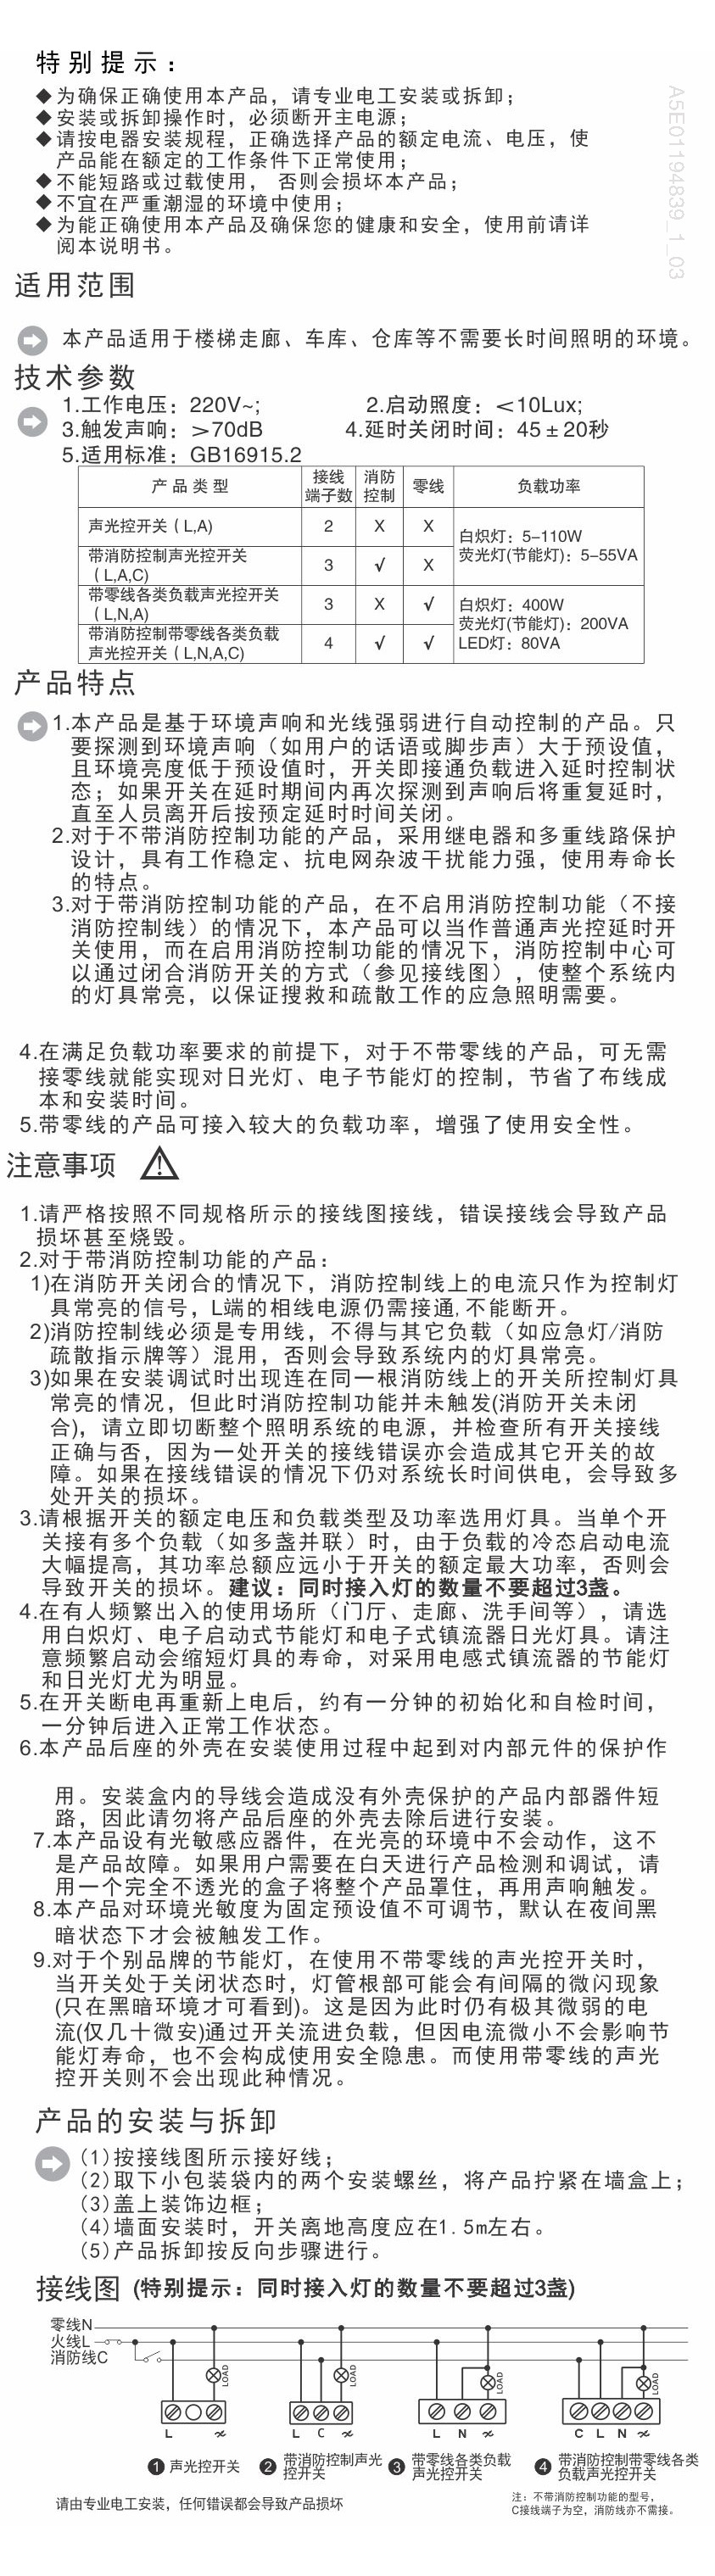 特别提示：
◆为确保正确使用本产品，请专业电工安装或拆卸；
◆安装或拆卸操作时，必须断开主电源；
◆请按电器安装规程，正确选择产品的额定电流、电压，使
产品能在额定的工作条件下正常使用；
◆不能短路或过载使用， 否则会损坏本产品；
◆不宜在严重潮湿的环境中使用；
◆为能正确使用本产品及确保您的健康和安全，使用前请详
阅本说明书。
A5E01194839_1_03
适用范围
本产品适用于楼梯走廊、车库、仓库等不需要长时间照明的环境。
技术参数
1.工作电压：220V~; 2.启动照度：＜10Lux;
3.触发声响：＞70dB 4.延时关闭时间：45±20秒
5.适用标准：GB16915.2
产品类型 接线端子数 消防控制 零线 负载功率
声光控开关（L,A) 2 X X
白炽灯：5-110W
荧光灯(节能灯)：5-55VA
带消防控制声光控开关
（L,A,C) 3 √ X
带零线各类负载声光控开关
（L,N,A) 3 X √
白炽灯：400W
荧光灯(节能灯)：200VA
LED灯：80VA
带消防控制带零线各类负载
声光控开关（L,N,A,C) 4 √ √
产品特点
1.本产品是基于环境声响和光线强弱进行自动控制的产品。只
要探测到环境声响（如用户的话语或脚步声）大于预设值，
且环境亮度低于预设值时，开关即接通负载进入延时控制状
态；如果开关在延时期间内再次探测到声响后将重复延时，
直至人员离开后按预定延时时间关闭。
2.对于不带消防控制功能的产品，采用继电器和多重线路保护
设计，具有工作稳定、抗电网杂波干扰能力强，使用寿命长
的特点。
3.对于带消防控制功能的产品，在不启用消防控制功能（不接
消防控制线）的情况下，本产品可以当作普通声光控延时开
关使用，而在启用消防控制功能的情况下，消防控制中心可
以通过闭合消防开关的方式（参见接线图），使整个系统内
的灯具常亮，以保证搜救和疏散工作的应急照明需要。
4.在满足负载功率要求的前提下，对于不带零线的产品，可无需
接零线就能实现对日光灯、电子节能灯的控制，节省了布线成
本和安装时间。
5.带零线的产品可接入较大的负载功率，增强了使用安全性。
注意事项
1.请严格按照不同规格所示的接线图接线，错误接线会导致产品
损坏甚至烧毁。
2.对于带消防控制功能的产品：
1)在消防开关闭合的情况下，消防控制线上的电流只作为控制灯
具常亮的信号，L端的相线电源仍需接通,不能断开。
2)消防控制线必须是专用线，不得与其它负载（如应急灯/消防
疏散指示牌等）混用，否则会导致系统内的灯具常亮。
3)如果在安装调试时出现连在同一根消防线上的开关所控制灯具
常亮的情况，但此时消防控制功能并未触发(消防开关未闭
合)，请立即切断整个照明系统的电源，并检查所有开关接线
正确与否，因为一处开关的接线错误亦会造成其它开关的故
障。如果在接线错误的情况下仍对系统长时间供电，会导致多
处开关的损坏。
3.请根据开关的额定电压和负载类型及功率选用灯具。当单个开
关接有多个负载（如多盏并联）时，由于负载的冷态启动电流
大幅提高，其功率总额应远小于开关的额定最大功率，否则会
导致开关的损坏。建议：同时接入灯的数量不要超过3盏。
4.在有人频繁出入的使用场所（门厅、走廊、洗手间等），请选
用白炽灯、电子启动式节能灯和电子式镇流器日光灯具。请注
意频繁启动会缩短灯具的寿命，对采用电感式镇流器的节能灯
和日光灯尤为明显。
5.在开关断电再重新上电后，约有一分钟的初始化和自检时间，
一分钟后进入正常工作状态。
6.本产品后座的外壳在安装使用过程中起到对内部元件的保护作
用。安装盒内的导线会造成没有外壳保护的产品内部器件短
路，因此请勿将产品后座的外壳去除后进行安装。
7.本产品设有光敏感应器件，在光亮的环境中不会动作，这不
是产品故障。如果用户需要在白天进行产品检测和调试，请
用一个完全不透光的盒子将整个产品罩住，再用声响触发。
8.本产品对环境光敏度为固定预设值不可调节，默认在夜间黑
暗状态下才会被触发工作。
9.对于个别品牌的节能灯，在使用不带零线的声光控开关时，
当开关处于关闭状态时，灯管根部可能会有间隔的微闪现象
(只在黑暗环境才可看到)。这是因为此时仍有极其微弱的电
流(仅几十微安)通过开关流进负载，但因电流微小不会影响节
能灯寿命，也不会构成使用安全隐患。而使用带零线的声光
控开关则不会出现此种情况。
产品的安装与拆卸
(1)按接线图所示接好线；
(2)取下小包装袋内的两个安装螺丝，将产品拧紧在墙盒上；
(3)盖上装饰边框；
(4)墙面安装时，开关离地高度应在1.5m左右。
(5)产品拆卸按反向步骤进行。
接线图 (特别提示：同时接入灯的数量不要超过3盏)
零线N
火线L
消防线C
LOAD LOAD LOAD LOAD
L L C L N C L N
❶ 声光控开关
❷ 带消防控制声光
控开关
❸ 带零线各类负载
声光控开关
❹ 带消防控制带零线各类
负载声光控开关
请由专业电工安装，任何错误都会导致产品损坏
注：不带消防控制功能的型号，
C接线端子为空，消防线亦不需接。